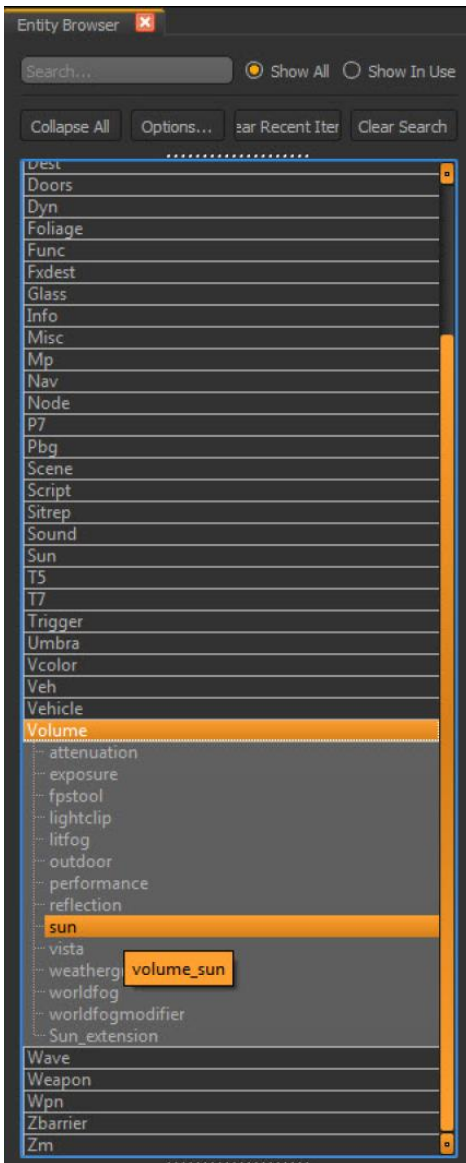 Entity Browser
Search... Show All Show In Use
Collapse All Options... ear Recent Iter Clear Search
Dest
Doors
Dyn
Foliage
Func
Fxdest
Glass
Info
Misc
Mp
Nav
Node
P7
Pbg
Scene
Script
Sitrep
Sound
Sun
T5
T7
Trigger
Umbra
Vcolor
Veh
Vehicle
Volume
attenuation
exposure
fpstool
lightclip
litfog
outdoor
performance
reflection
sun
vista
weatherg volume_sun
worldfog
worldfogmodifier
Sun_extension
Wave
Weapon
Wpn
Zbarrier
Zm